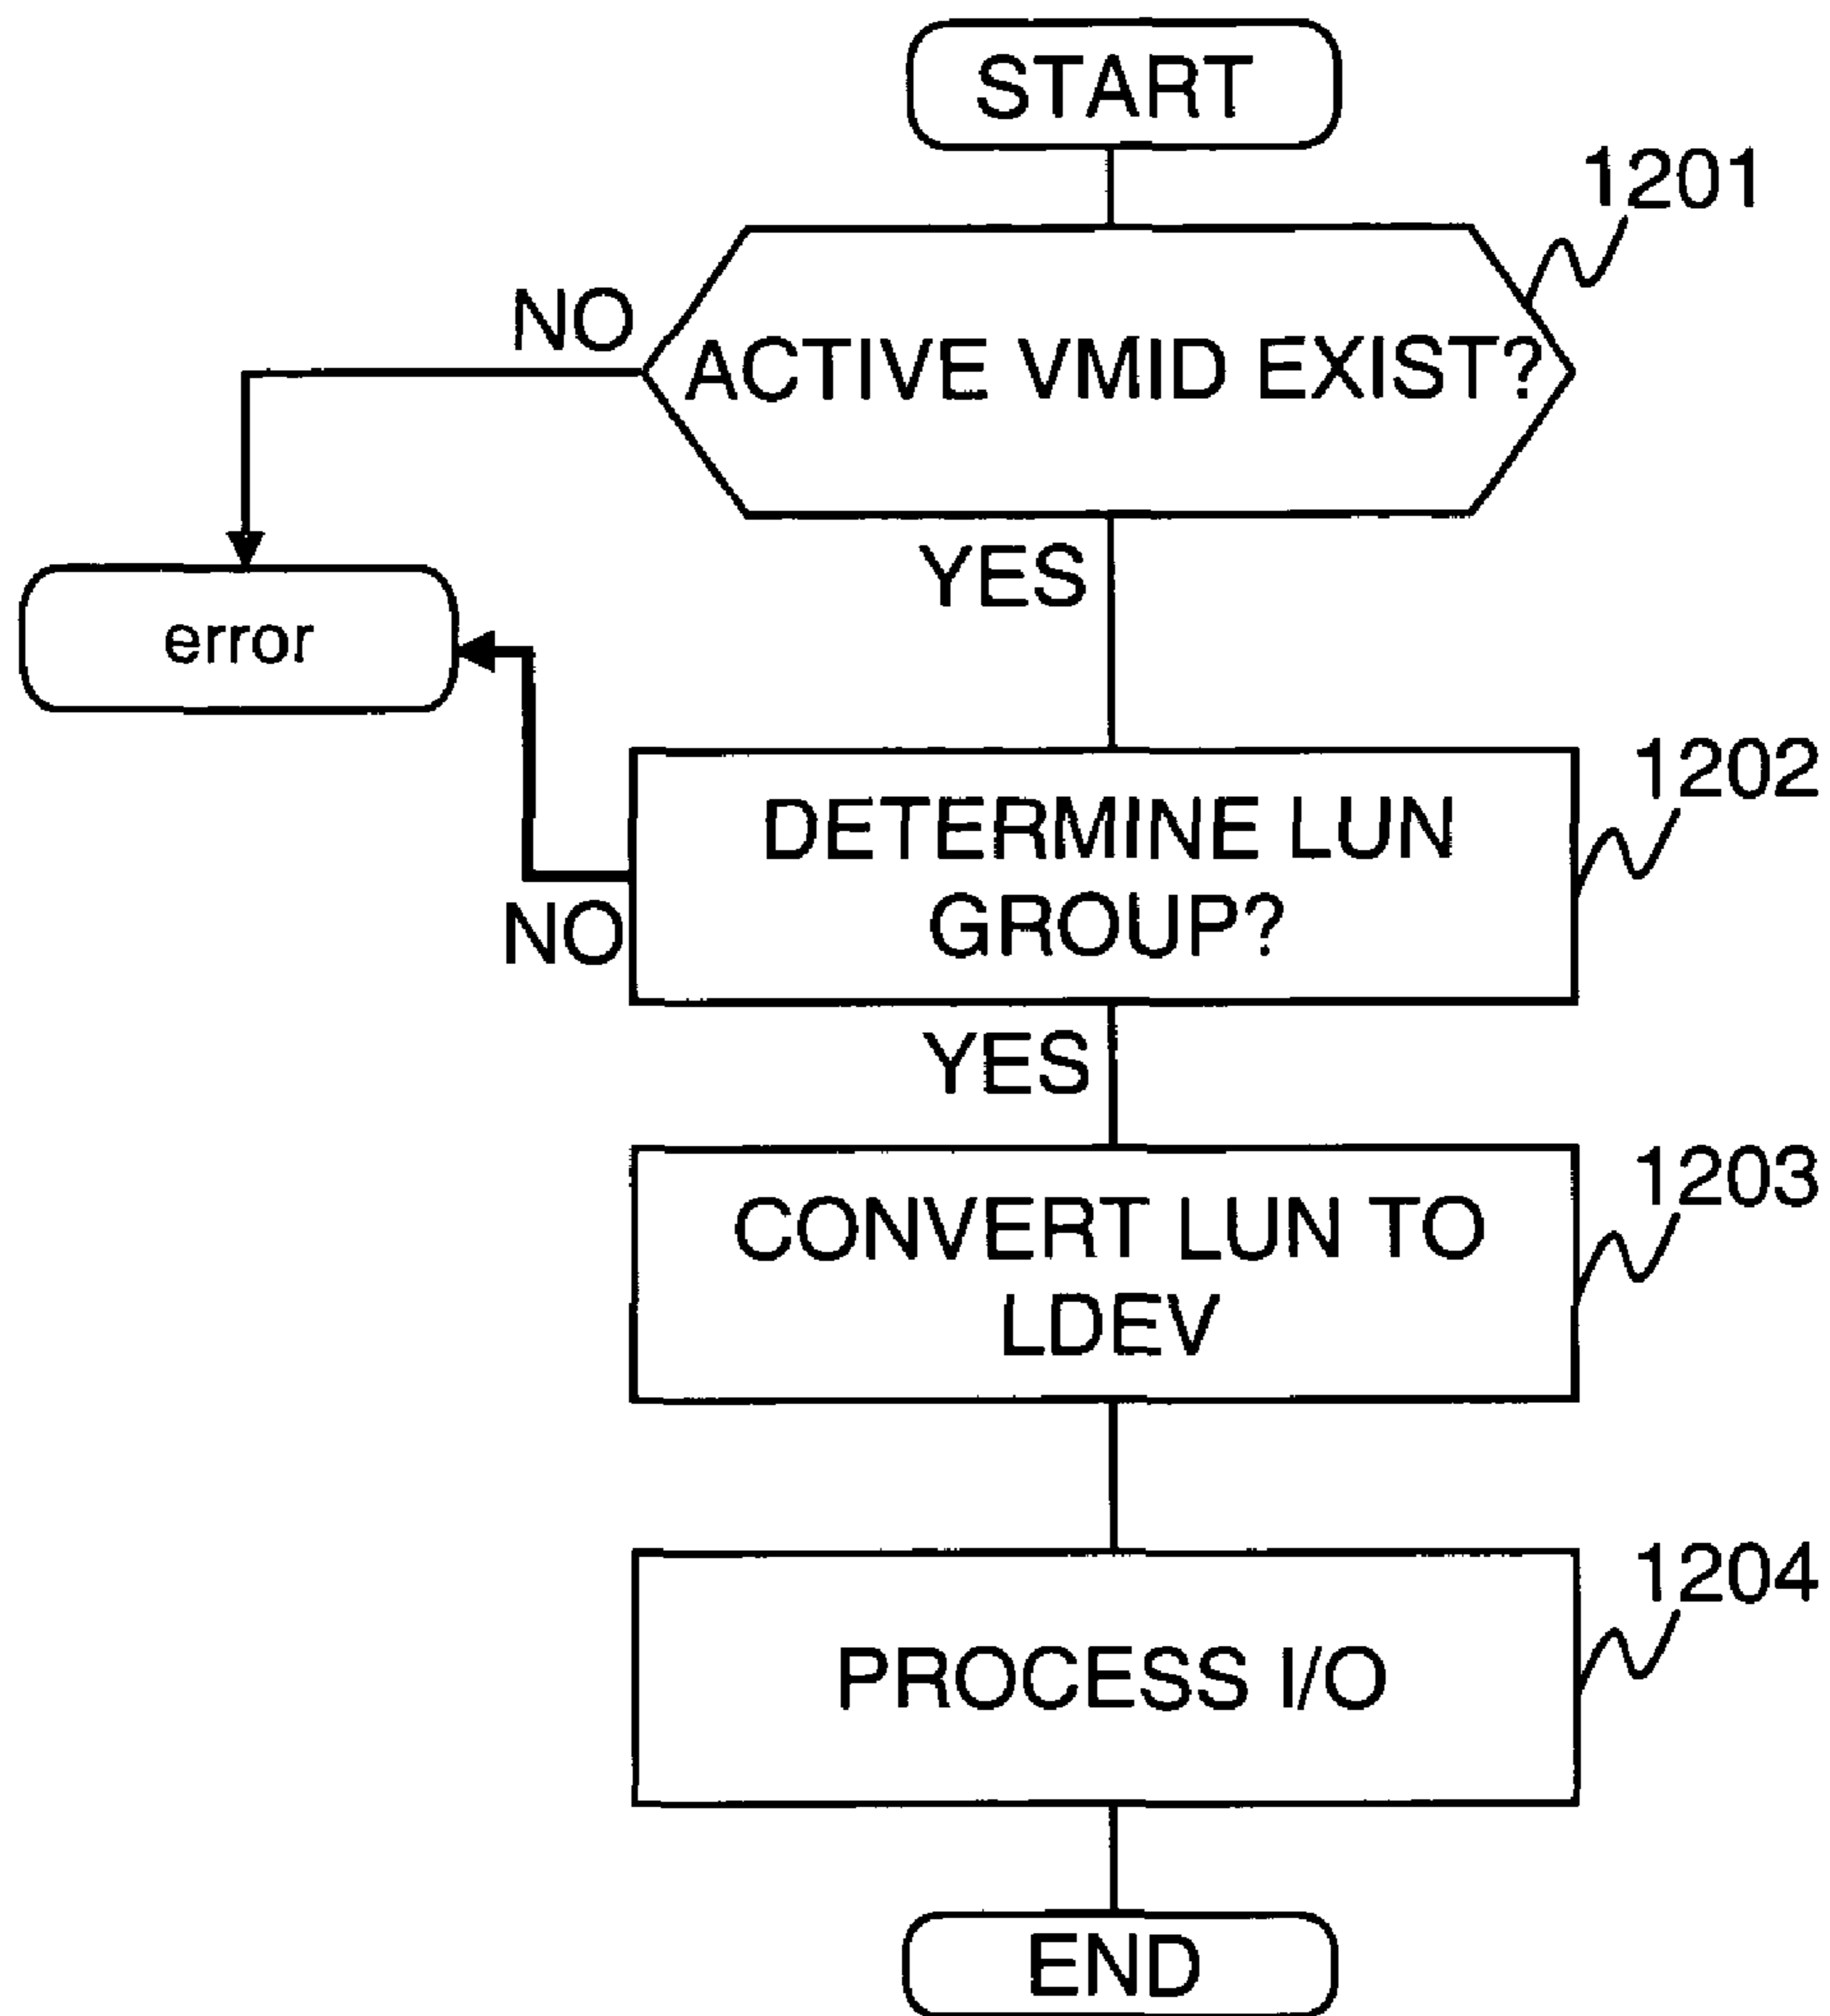 START
1201
NO
ACTIVE VMID EXIST?
YES
error
1202
DETERMINE LUN
GROUP?
NO
YES
1203
CONVERT LUN TO
LDEV
1204
PROCESS I/O
END